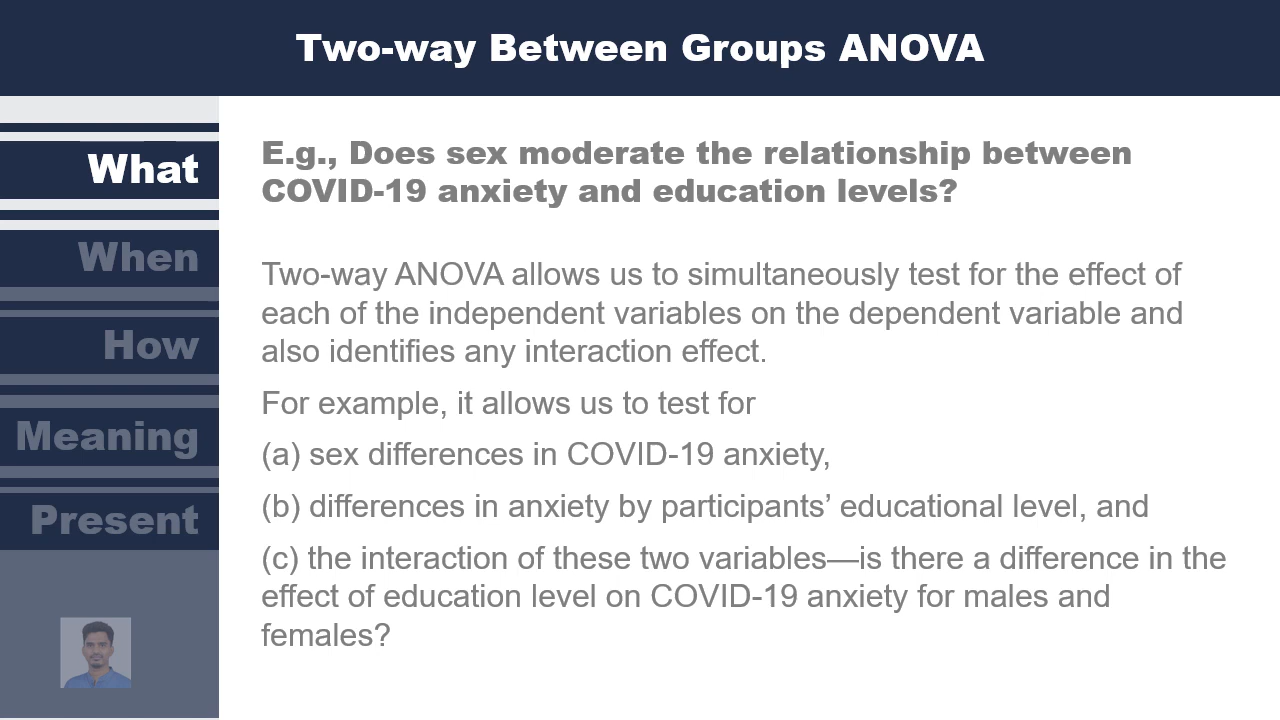 Two-way Between Groups ANOVA
What
When
How
Meaning
Present
E.g., Does sex moderate the relationship between
COVID-19 anxiety and education levels?
Two-way ANOVA allows us to simultaneously test for the effect of
each of the independent variables on the dependent variable and
also identifies any interaction effect.
For example, it allows us to test for
(a) sex differences in COVID-19 anxiety,
(b) differences in anxiety by participants’ educational level, and
(c) the interaction of these two variables—is there a difference in the
effect of education level on COVID-19 anxiety for males and
females?